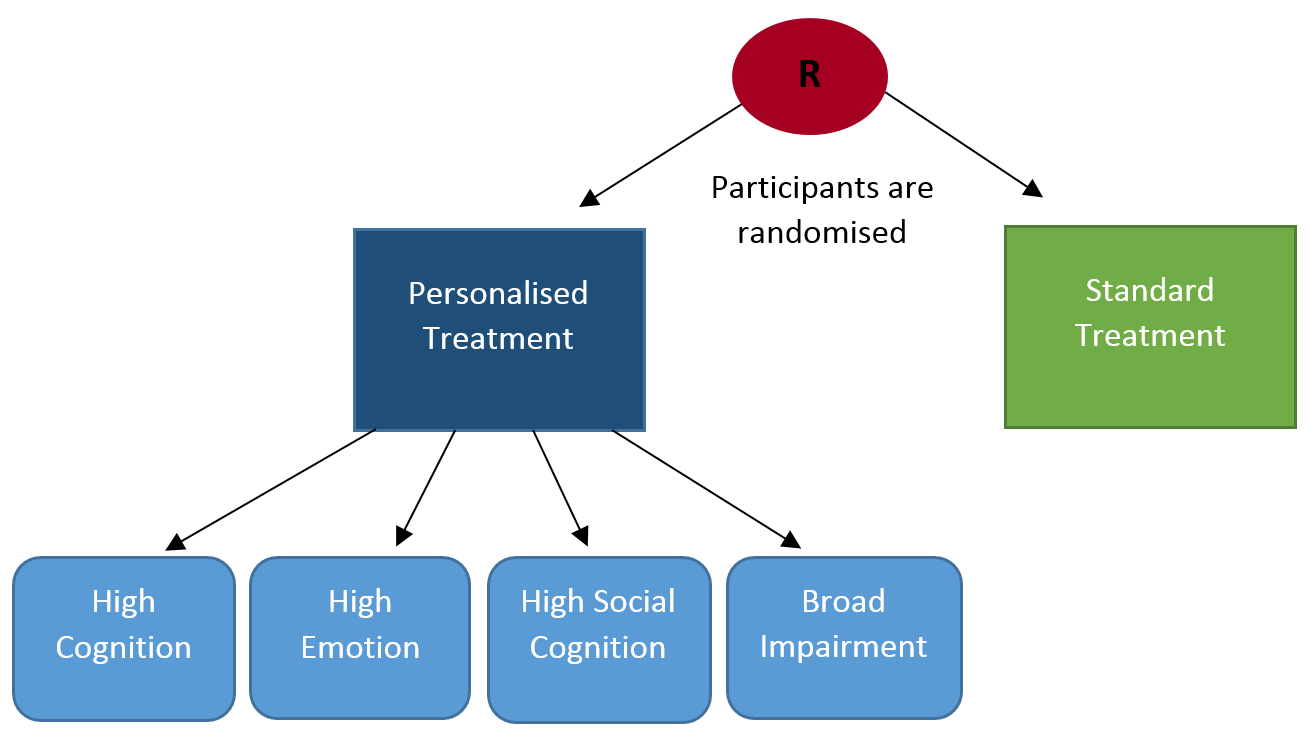 R
Participants are
randomised
Personalised
Treatment
Standard
Treatment
High
Cognition
High
Emotion
High Social
Cognition
Broad
Impairment